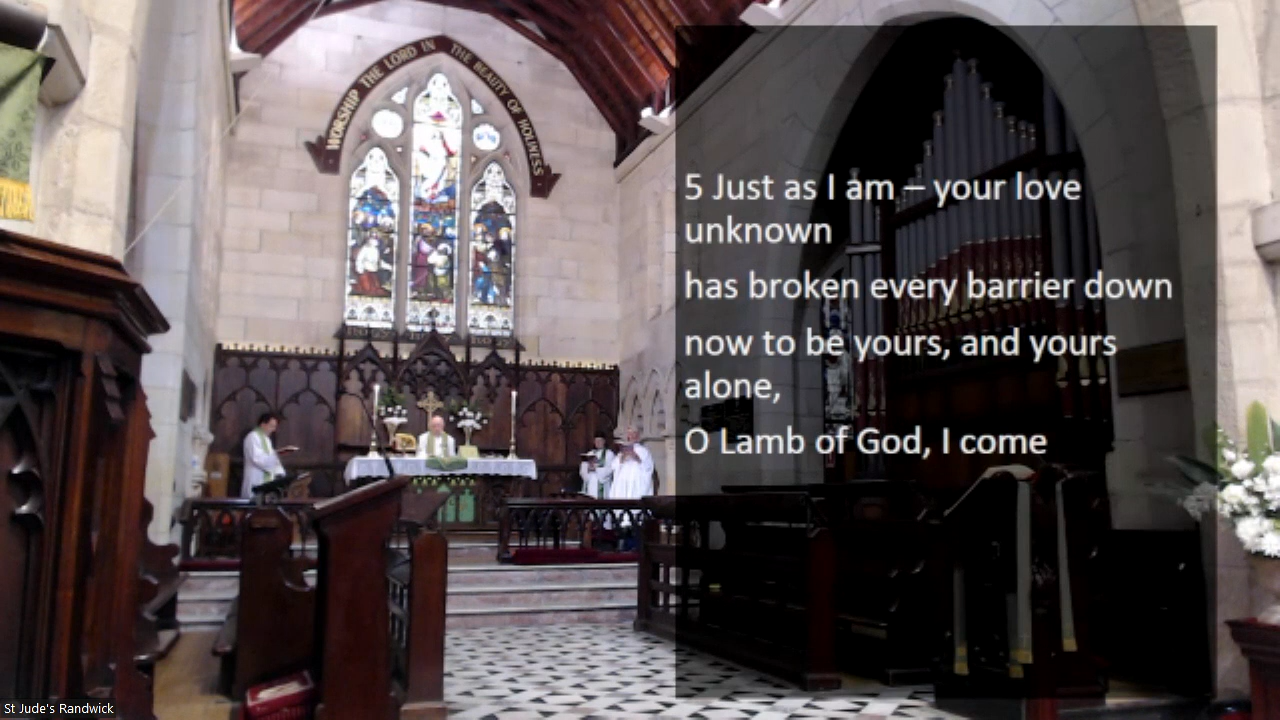 WORSHIP THE LORD IN THE BEAUTY OF HOLINESS
5 Just as I am – your love
unknown
has broken every barrier down
now to be yours, and yours
alone,
O Lamb of God, I come
St Jude's Randwick